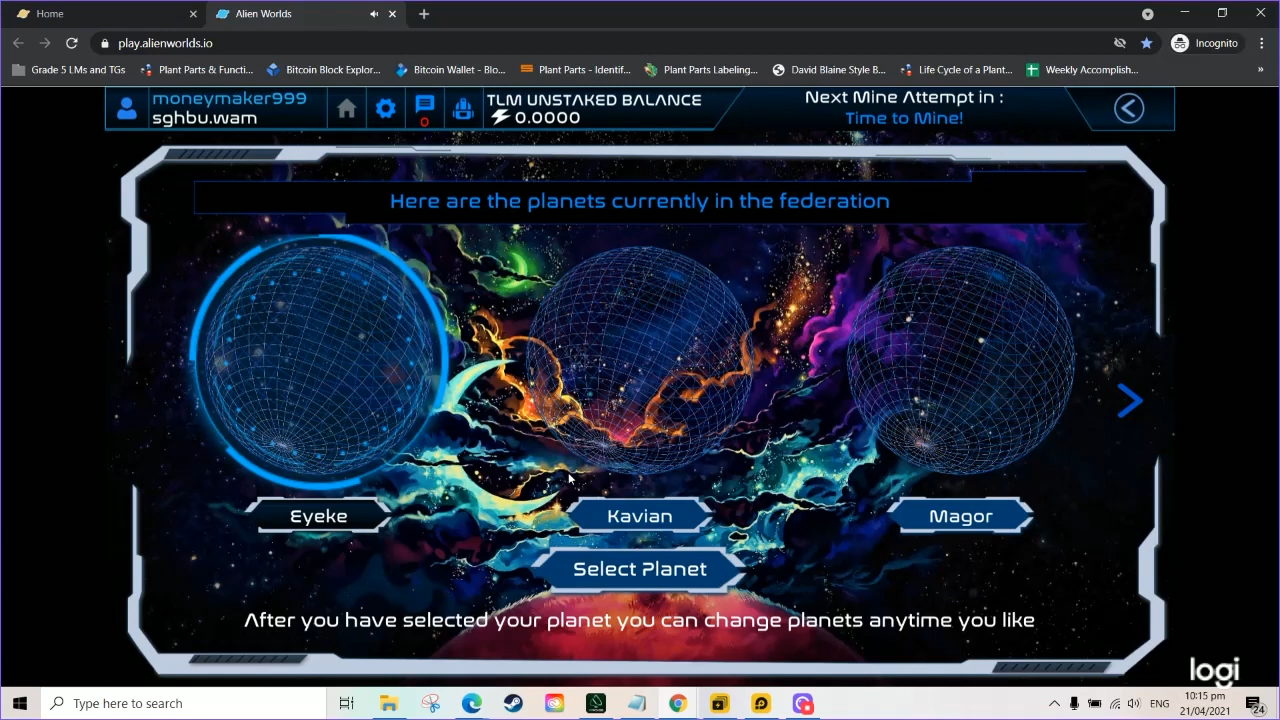 Home
Alien Worlds
play.alienworlds.io
Incognito
Grade 5 LMs and TGs
Plant Parts & Functi...
Bitcoin Block Explor...
Bitcoin Wallet - Blo...
Plant Parts - Identif...
Plant Parts Labeling...
David Blaine Style B...
Life Cycle of a Plant...
Weekly Accomplish...
»
moneymaker999
sghbu.wam
0
TLM UNSTAKED BALANCE
0.0000
Next Mine Attempt in :
Time to Mine!
Here are the planets currently in the federation
Eyeke
Kavian
Magor
Select Planet
After you have selected your planet you can change planets anytime you like
logi
Type here to search
ENG
10:15 pm
21/04/2021
24